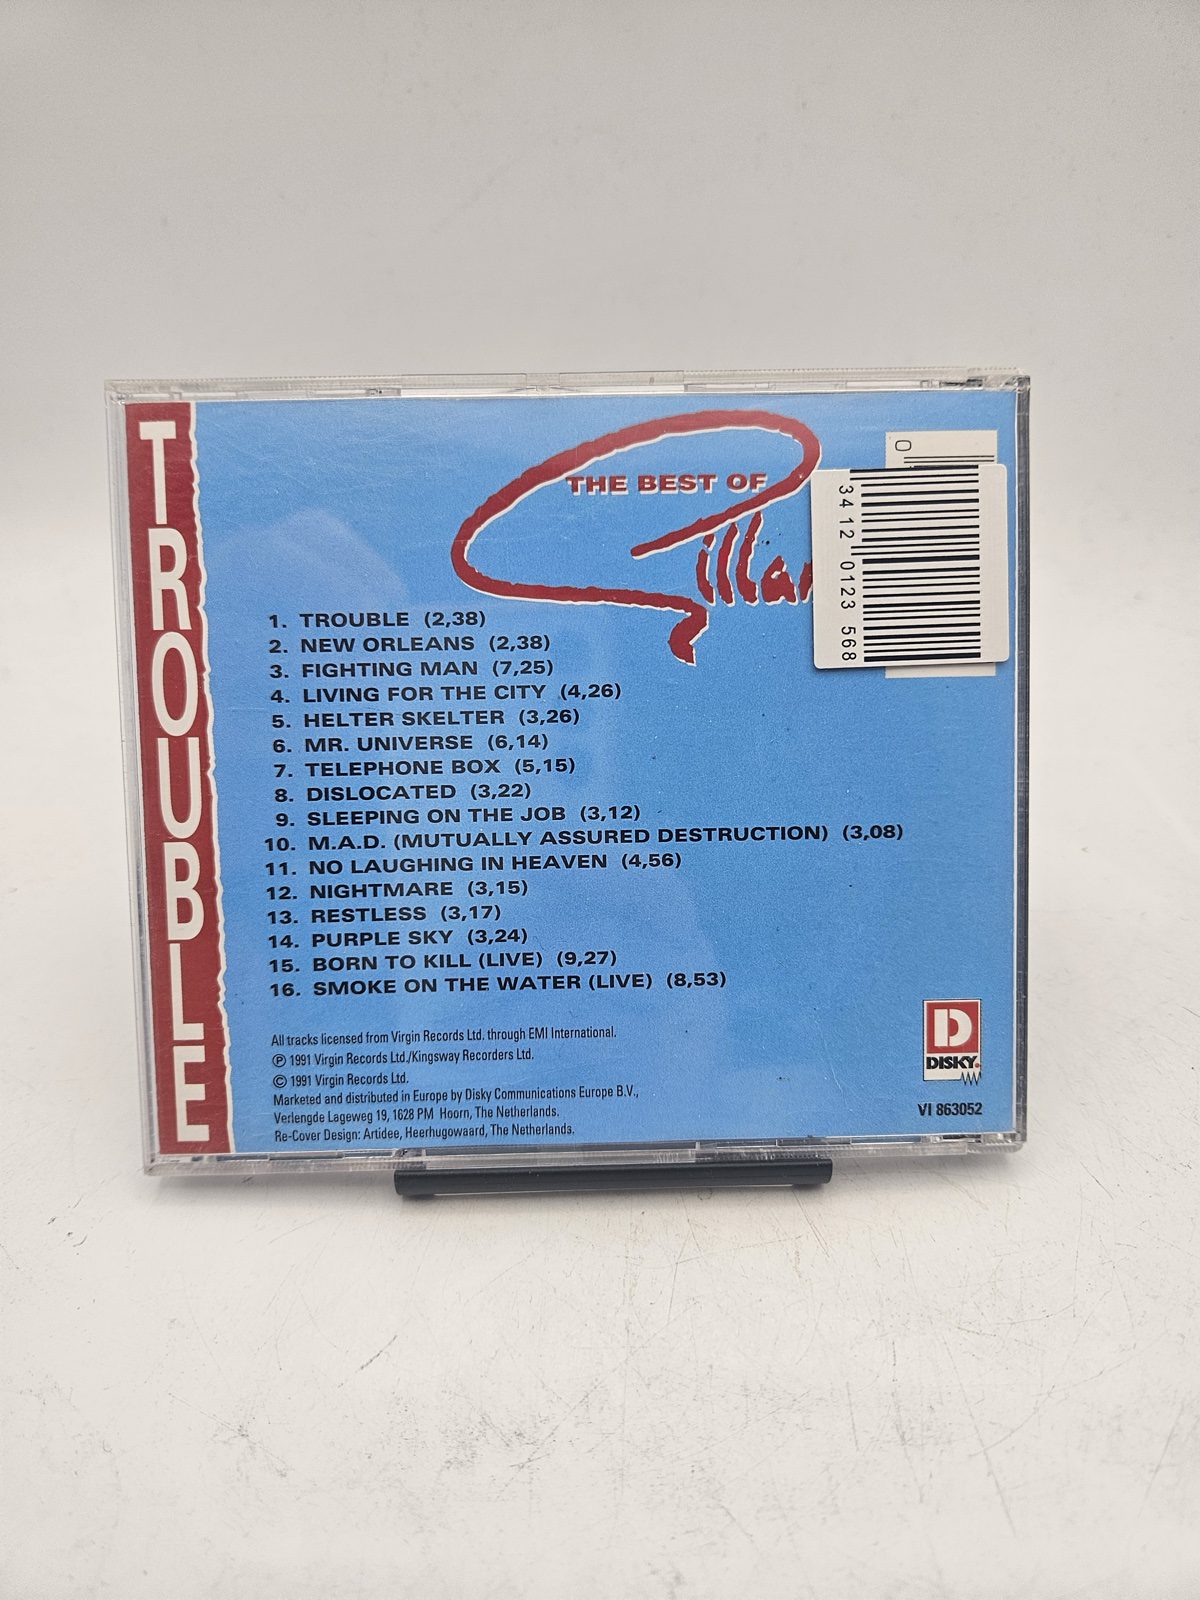 TROUBLE
THE BEST OF
Gillan
0
3412 0123 568
1. TROUBLE (2,38)
2. NEW ORLEANS (2,38)
3. FIGHTING MAN (7,25)
4. LIVING FOR THE CITY (4,26)
5. HELTER SKELTER (3,26)
6. MR. UNIVERSE (6,14)
7. TELEPHONE BOX (5,15)
8. DISLOCATED (3,22)
9. SLEEPING ON THE JOB (3,12)
10. M.A.D. (MUTUALLY ASSURED DESTRUCTION) (3,08)
11. NO LAUGHING IN HEAVEN (4,56)
12. NIGHTMARE (3,15)
13. RESTLESS (3,17)
14. PURPLE SKY (3,24)
15. BORN TO KILL (LIVE) (9,27)
16. SMOKE ON THE WATER (LIVE) (8,53)
All tracks licensed from Virgin Records Ltd. through EMI International.
℗ 1991 Virgin Records Ltd./Kingsway Recorders Ltd.
© 1991 Virgin Records Ltd.
Marketed and distributed in Europe by Disky Communications Europe B.V.,
Verlengde Lageweg 19, 1628 PM Hoorn, The Netherlands.
Re-Cover Design: Artidee, Heerhugowaard, The Netherlands.
D
DISKY.
VI 863052